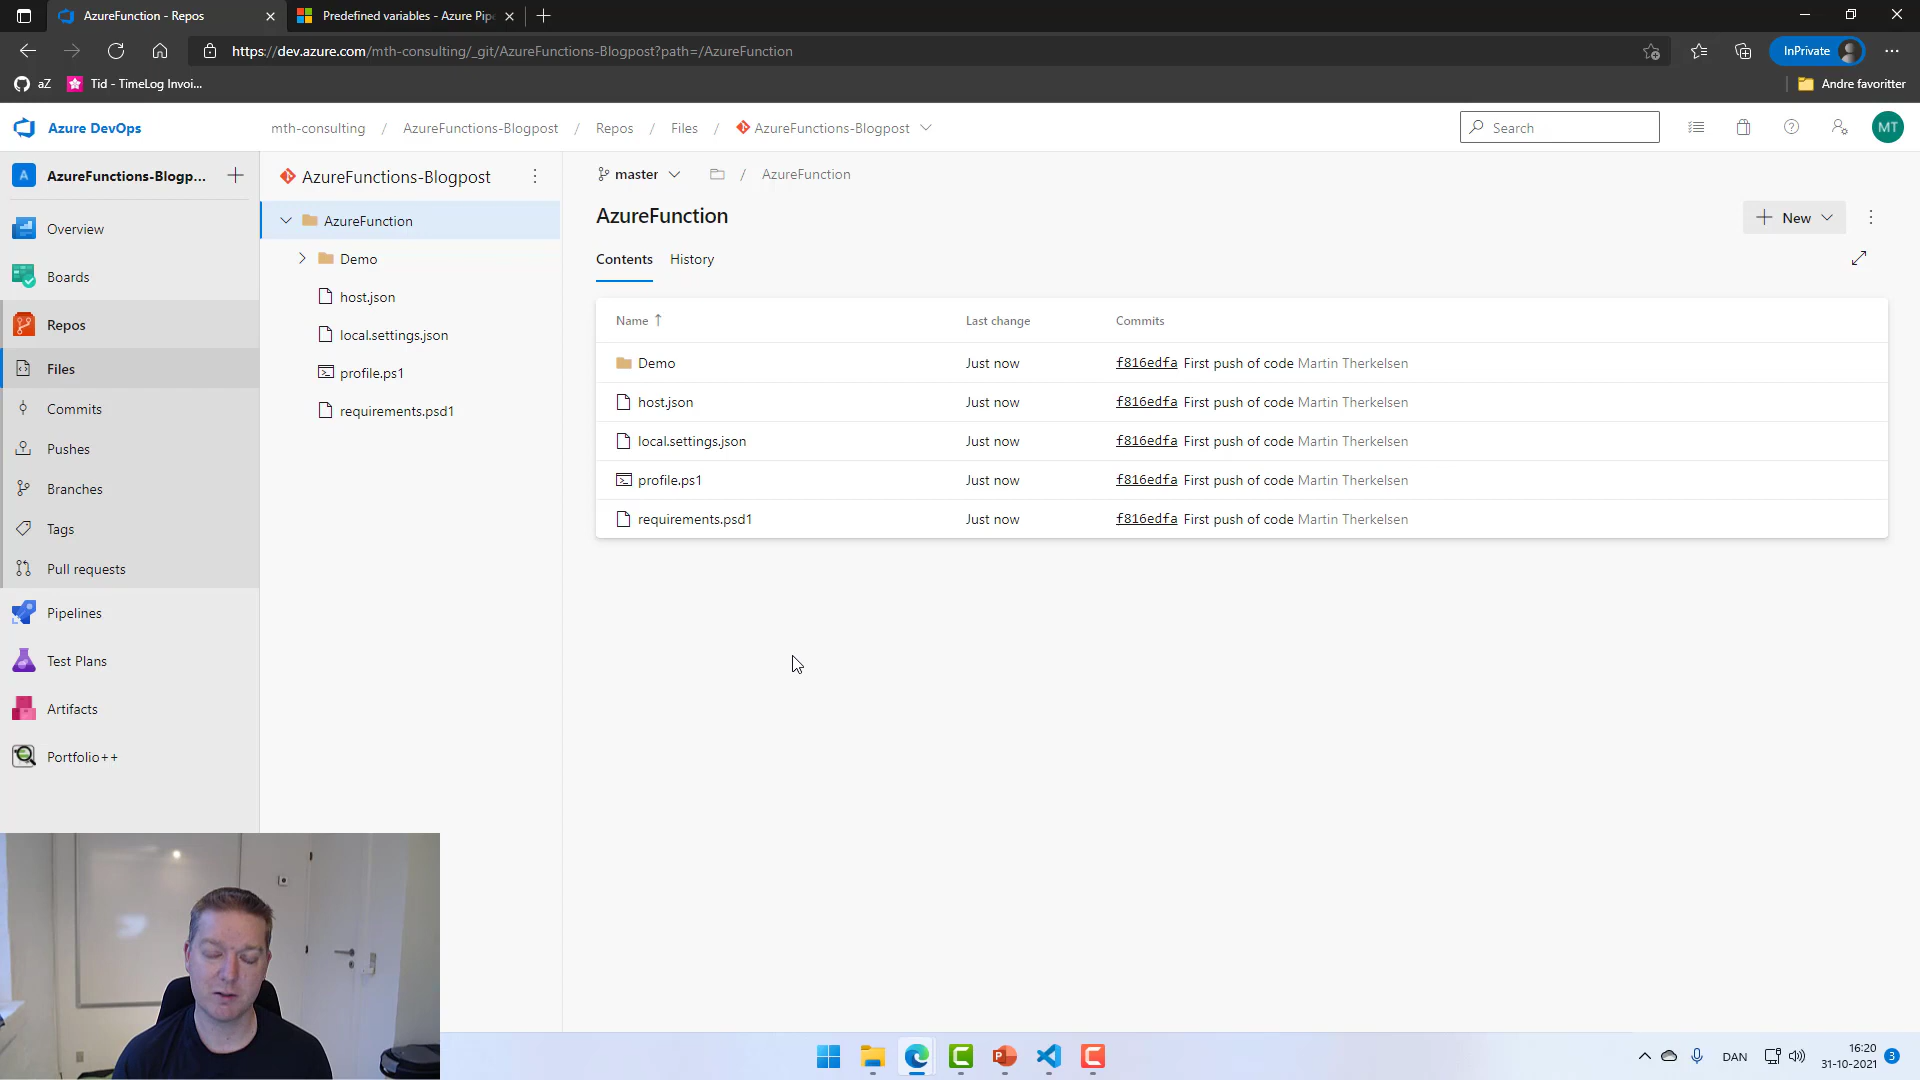 AzureFunction - Repos
Predefined variables - Azure Pip
https://dev.azure.com/mth-consulting/_git/AzureFunctions-Blogpost?path=/AzureFunction
InPrivate
aZ
Tid - TimeLog Invoi...
Andre favoritter
Azure DevOps
mth-consulting / AzureFunctions-Blogpost / Repos / Files / AzureFunctions-Blogpost
Search
MT
A
AzureFunctions-Blogp...
Overview
Boards
Repos
Files
Commits
Pushes
Branches
Tags
Pull requests
Pipelines
Test Plans
Artifacts
Portfolio++
AzureFunctions-Blogpost
AzureFunction
Demo
host.json
local.settings.json
profile.ps1
requirements.psd1
master / AzureFunction
AzureFunction
New
Contents History
Name Last change Commits
Demo Just now f816edfa First push of code Martin Therkelsen
host.json Just now f816edfa First push of code Martin Therkelsen
local.settings.json Just now f816edfa First push of code Martin Therkelsen
profile.ps1 Just now f816edfa First push of code Martin Therkelsen
requirements.psd1 Just now f816edfa First push of code Martin Therkelsen
DAN
16:20
31-10-2021
3